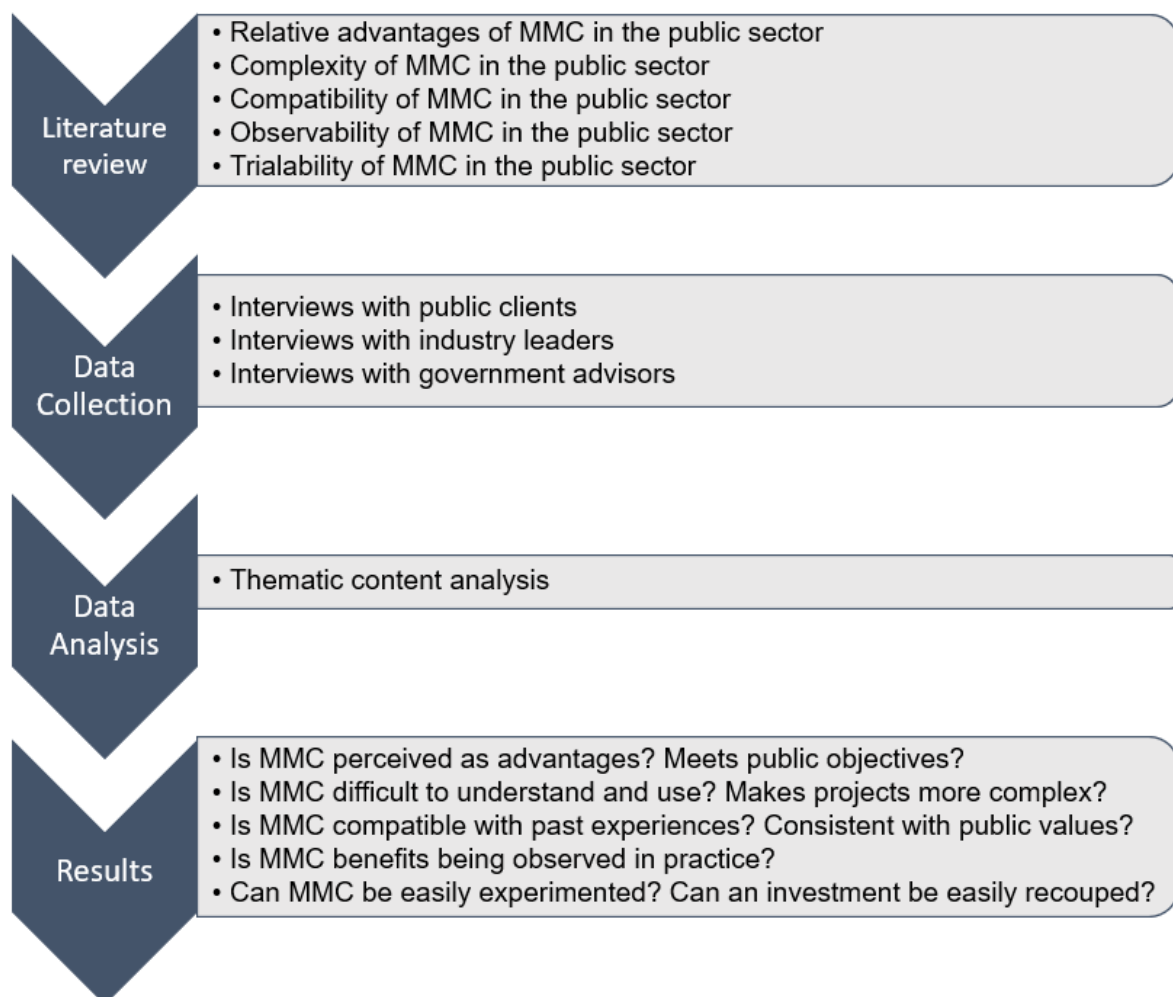 Literature
review
• Relative advantages of MMC in the public sector
• Complexity of MMC in the public sector
• Compatibility of MMC in the public sector
• Observability of MMC in the public sector
• Trialability of MMC in the public sector
Data
Collection
• Interviews with public clients
• Interviews with industry leaders
• Interviews with government advisors
Data
Analysis
• Thematic content analysis
Results
• Is MMC perceived as advantages? Meets public objectives?
• Is MMC difficult to understand and use? Makes projects more complex?
• Is MMC compatible with past experiences? Consistent with public values?
• Is MMC benefits being observed in practice?
• Can MMC be easily experimented? Can an investment be easily recouped?